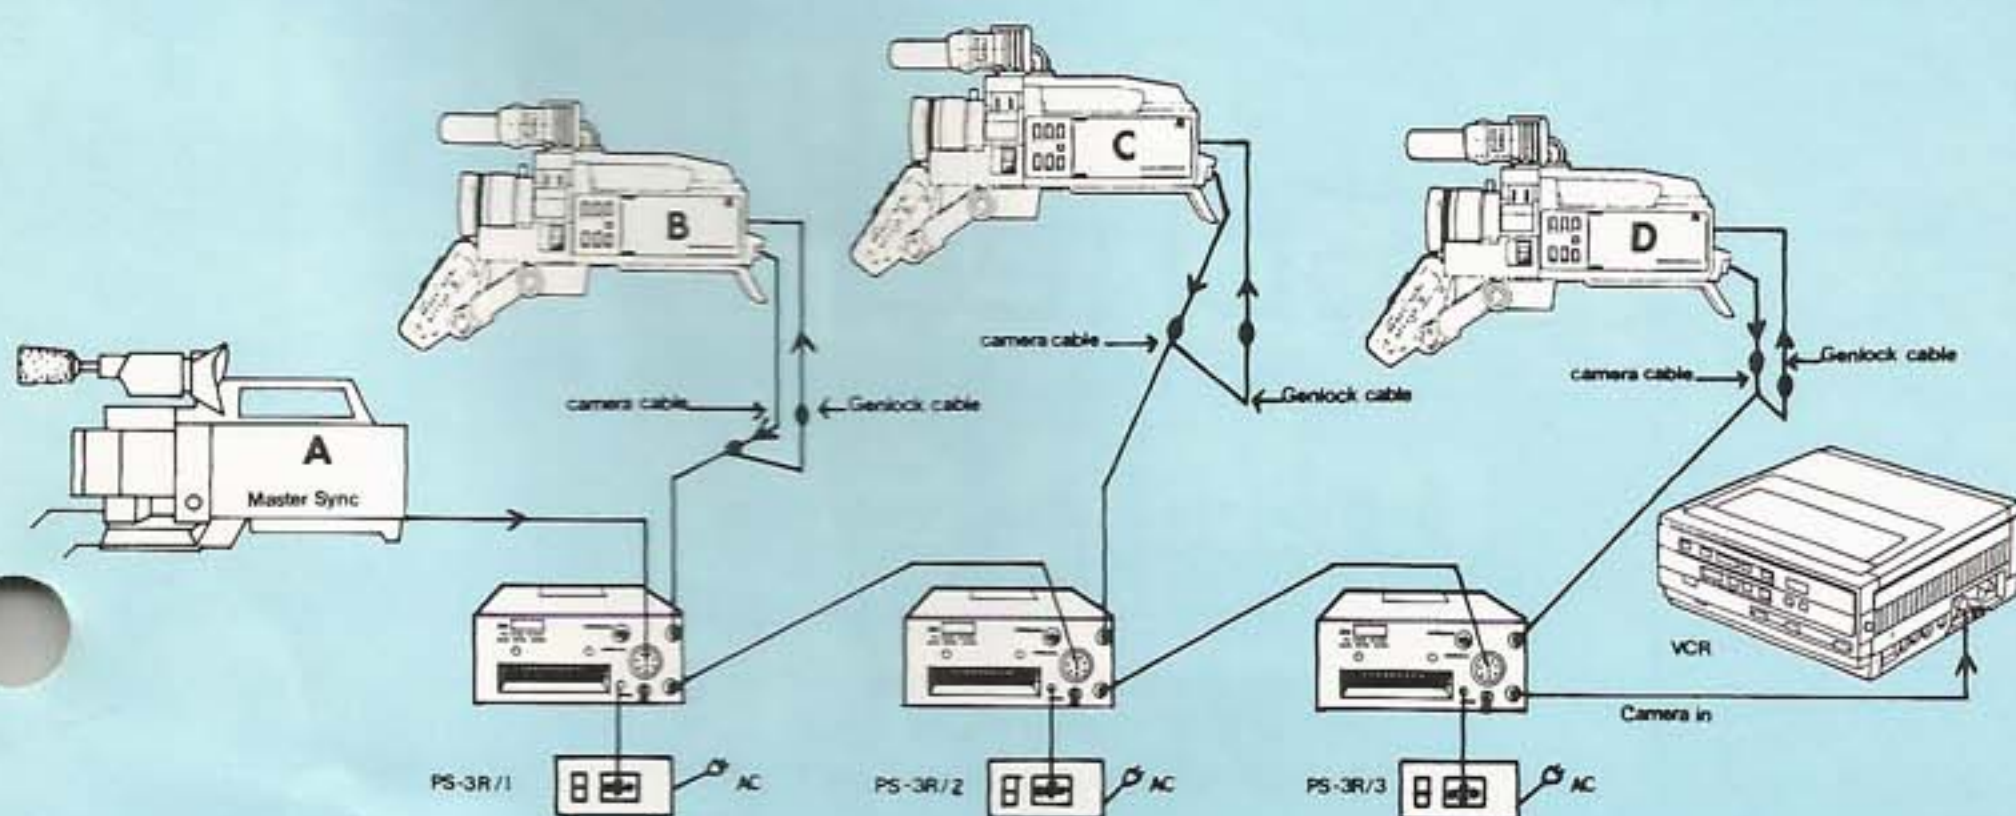 C
B
D
camera cable
Genlock cable
camera cable
Genlock cable
camera cable
Genlock cable
A
Master Sync
VCR
Camera in
PS-3R/1
AC
PS-3R/2
AC
PS-3R/3
AC